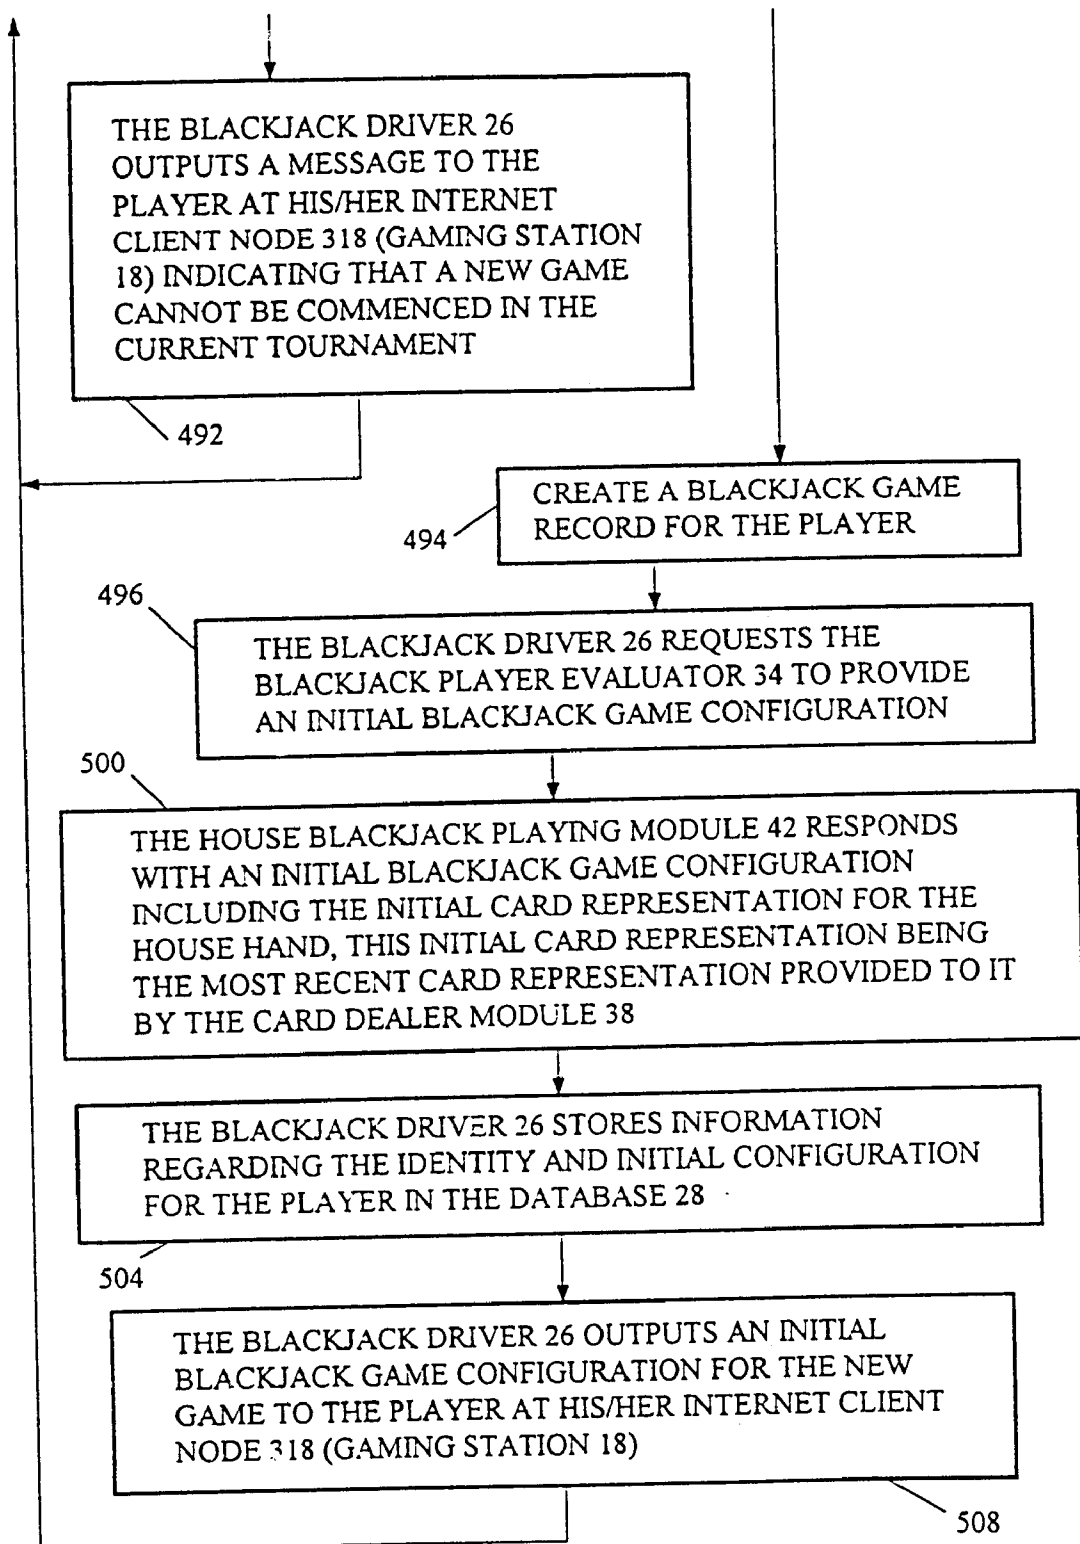 THE BLACKJACK DRIVER 26
OUTPUTS A MESSAGE TO THE
PLAYER AT HIS/HER INTERNET
CLIENT NODE 318 (GAMING STATION
18) INDICATING THAT A NEW GAME
CANNOT BE COMMENCED IN THE
CURRENT TOURNAMENT
492
CREATE A BLACKJACK GAME
RECORD FOR THE PLAYER
494
496
THE BLACKJACK DRIVER 26 REQUESTS THE
BLACKJACK PLAYER EVALUATOR 34 TO PROVIDE
AN INITIAL BLACKJACK GAME CONFIGURATION
500
THE HOUSE BLACKJACK PLAYING MODULE 42 RESPONDS
WITH AN INITIAL BLACKJACK GAME CONFIGURATION
INCLUDING THE INITIAL CARD REPRESENTATION FOR THE
HOUSE HAND, THIS INITIAL CARD REPRESENTATION BEING
THE MOST RECENT CARD REPRESENTATION PROVIDED TO IT
BY THE CARD DEALER MODULE 38
THE BLACKJACK DRIVER 26 STORES INFORMATION
REGARDING THE IDENTITY AND INITIAL CONFIGURATION
FOR THE PLAYER IN THE DATABASE 28
504
THE BLACKJACK DRIVER 26 OUTPUTS AN INITIAL
BLACKJACK GAME CONFIGURATION FOR THE NEW
GAME TO THE PLAYER AT HIS/HER INTERNET CLIENT
NODE 318 (GAMING STATION 18)
508